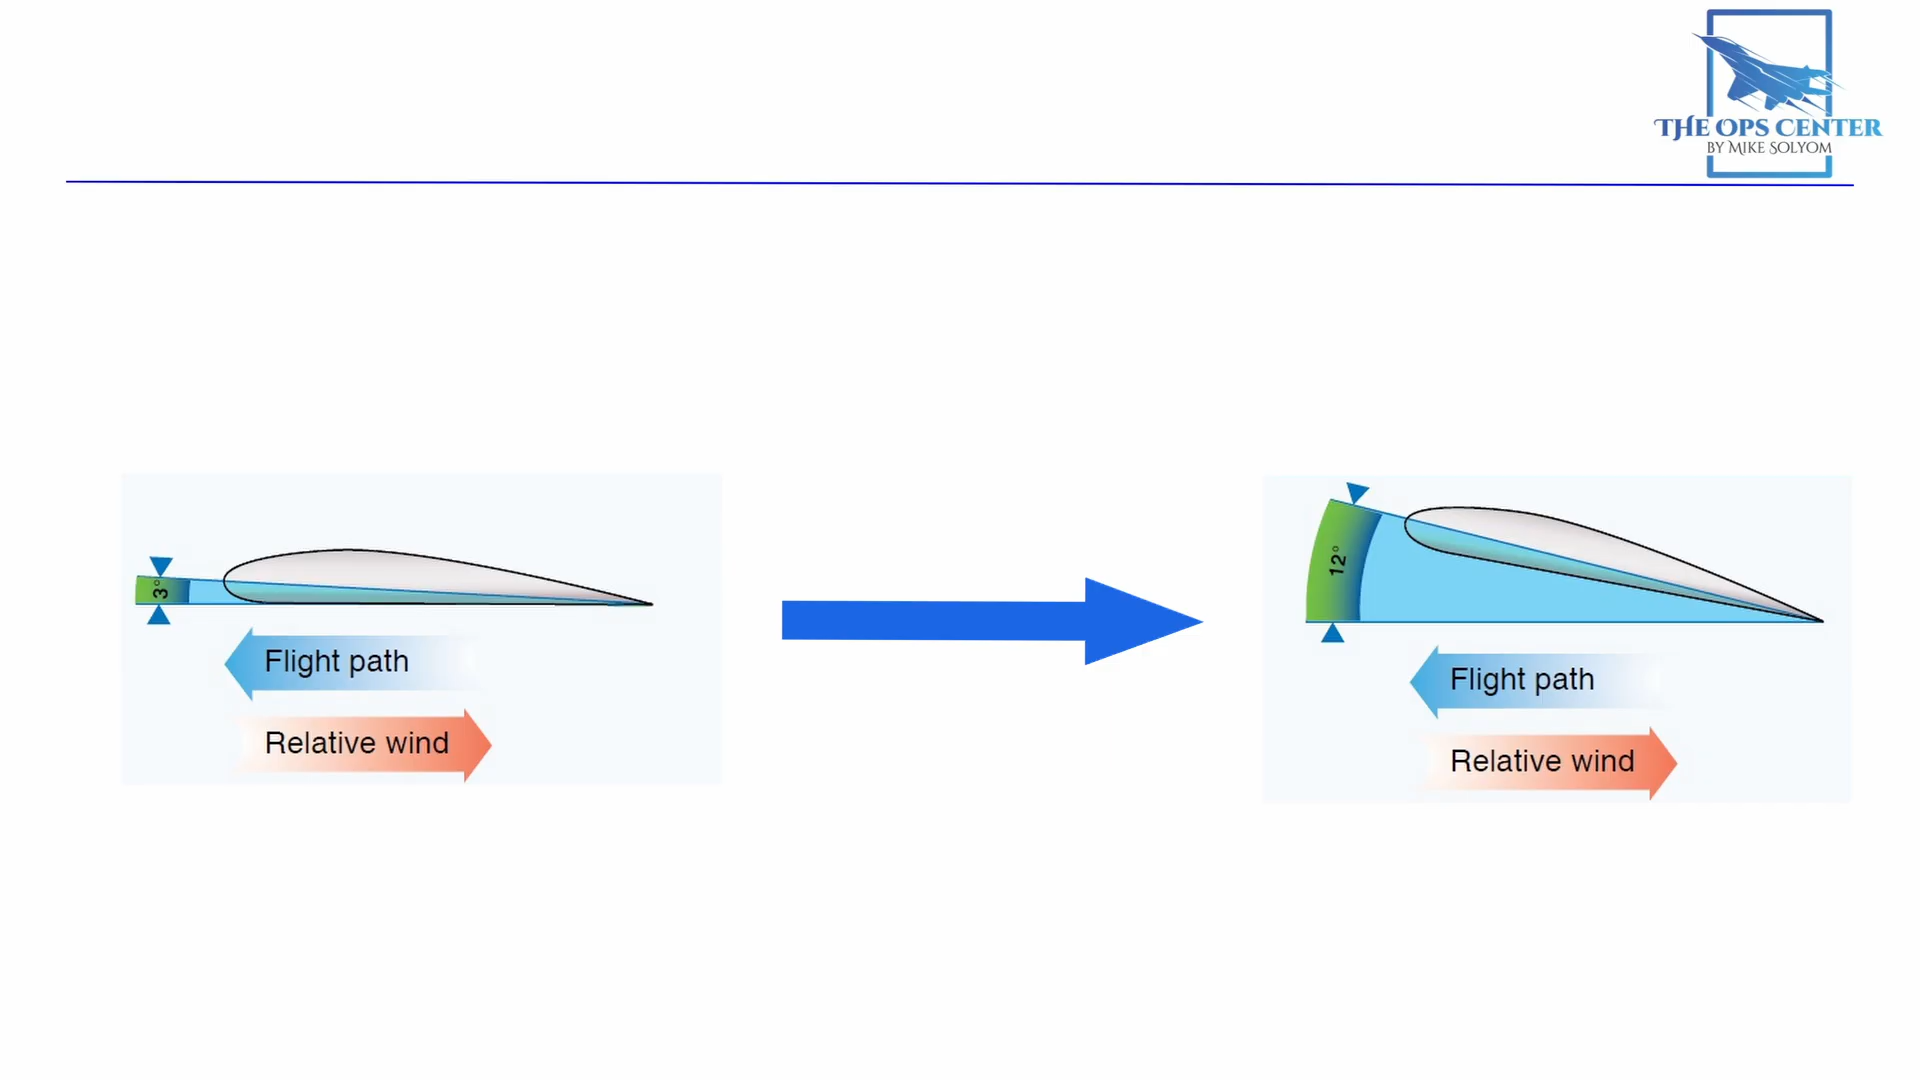 THE OPS CENTER
BY MIKE SOLYOM
3°
Flight path
Relative wind
12°
Flight path
Relative wind